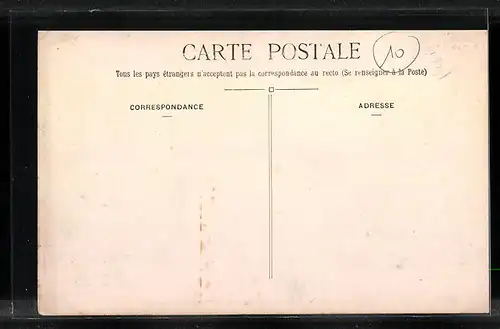 CARTE POSTALE
10
Tous les pays étrangers n'acceptent pas la correspondance au recto (Se renseigner à la Poste)
CORRESPONDANCE
ADRESSE